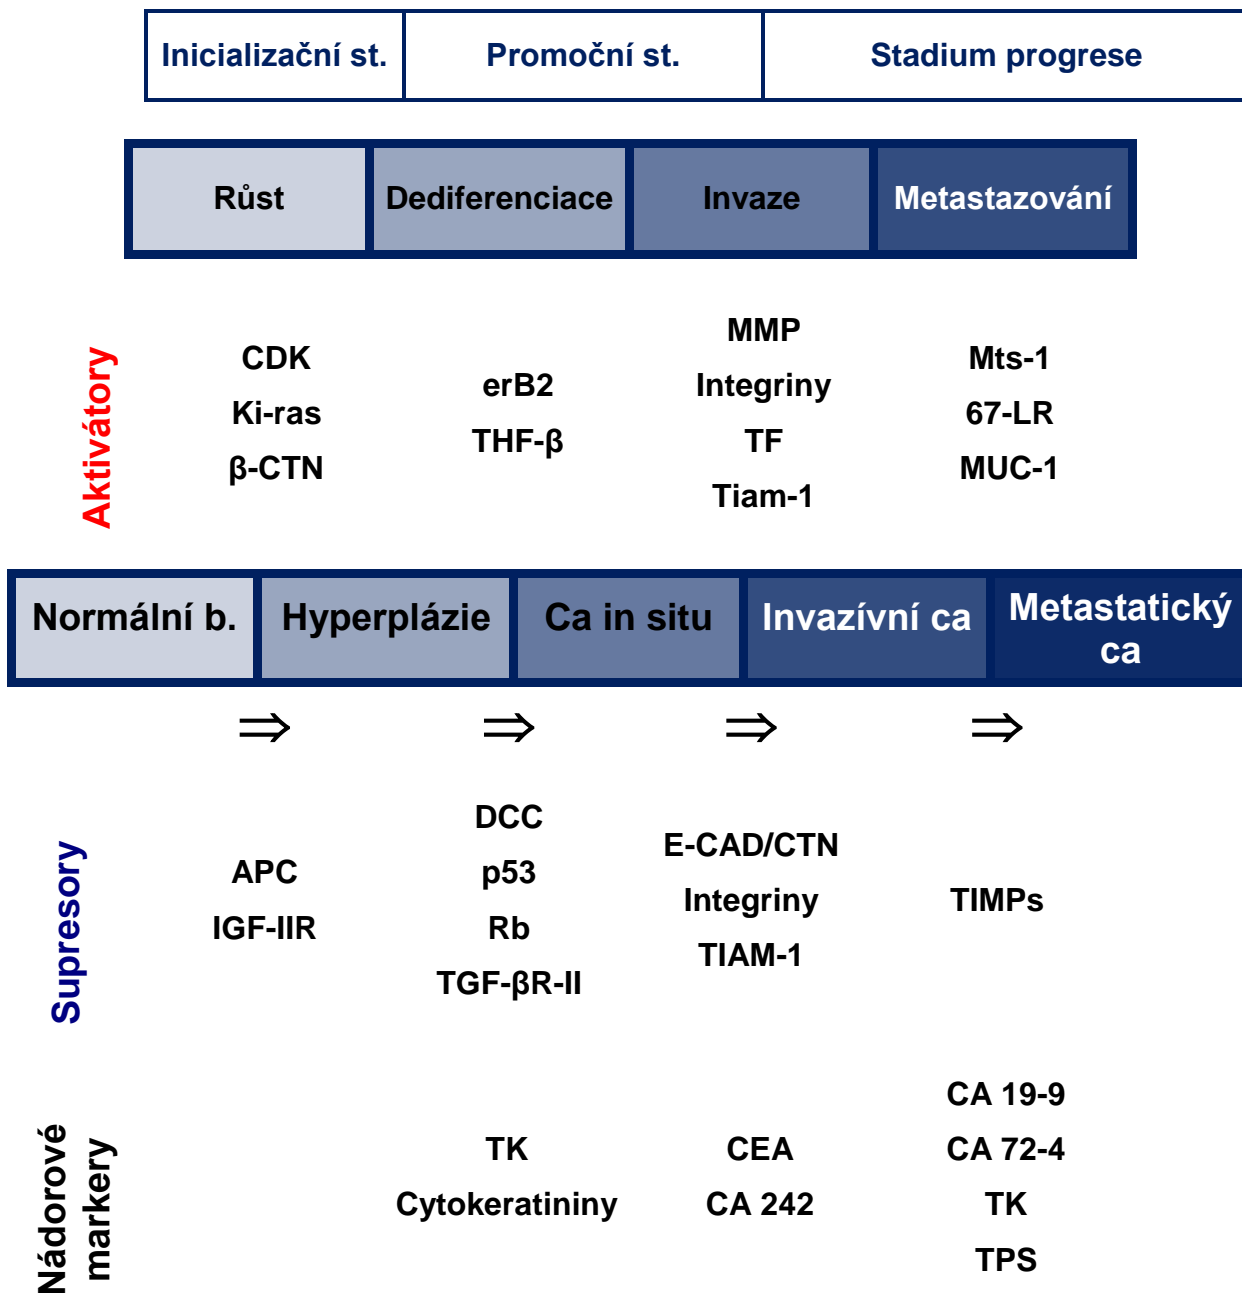 Inicializační st.
Promoční st.
Stadium progrese
Růst
Dediferenciace
Invaze
Metastazování
Aktivátory
CDK
Ki-ras
β-CTN
erB2
THF-β
MMP
Integriny
TF
Tiam-1
Mts-1
67-LR
MUC-1
Normální b.
Hyperplázie
Ca in situ
Invazívní ca
Metastatický
ca
⇒ ⇒ ⇒ ⇒
Supresory
APC
IGF-IIR
DCC
p53
Rb
TGF-βR-II
E-CAD/CTN
Integriny
TIAM-1
TIMPs
Nádorové
markery
TK
Cytokeratininy
CEA
CA 242
CA 19-9
CA 72-4
TK
TPS